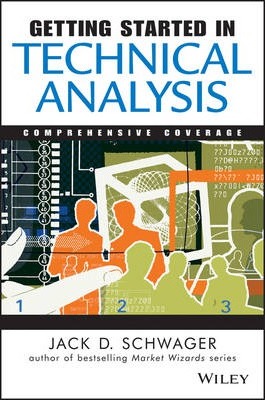 GETTING STARTED IN
TECHNICAL
ANALYSIS
COMPREHENSIVE COVERAGE
1 2 3
JACK D. SCHWAGER
author of bestselling Market Wizards series
WILEY